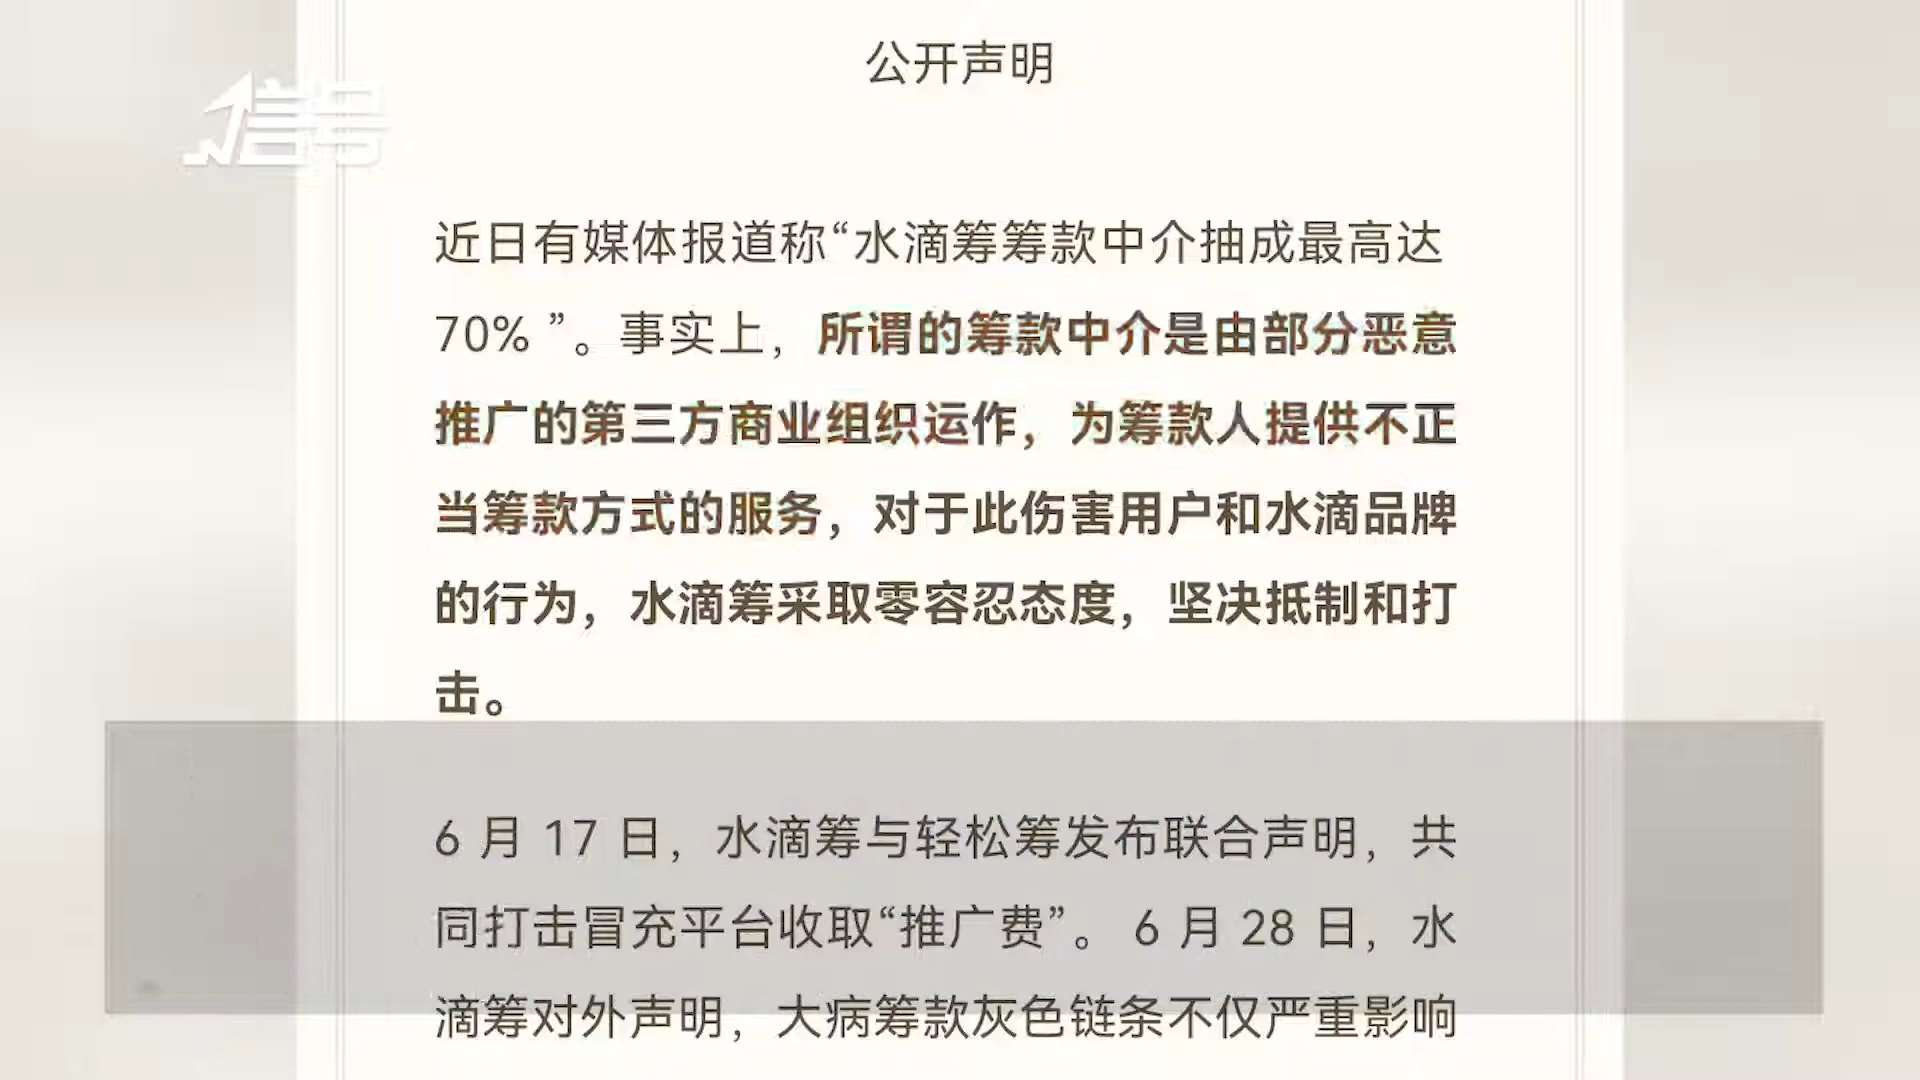 公开声明
信号
近日有媒体报道称“水滴筹筹款中介抽成最高达
70% ”。事实上，所谓的筹款中介是由部分恶意
推广的第三方商业组织运作，为筹款人提供不正
当筹款方式的服务，对于此伤害用户和水滴品牌
的行为，水滴筹采取零容忍态度，坚决抵制和打
击。
6 月 17 日，水滴筹与轻松筹发布联合声明，共
同打击冒充平台收取“推广费”。 6 月 28 日，水
滴筹对外声明，大病筹款灰色链条不仅严重影响